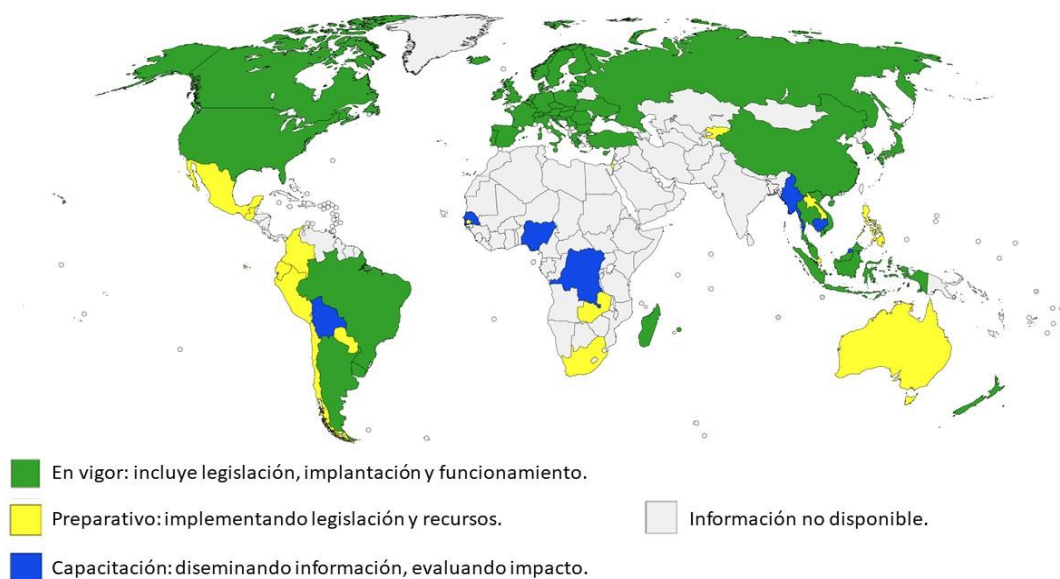 En vigor: incluye legislación, implantación y funcionamiento.
Preparativo: implementando legislación y recursos.
Información no disponible.
Capacitación: diseminando información, evaluando impacto.